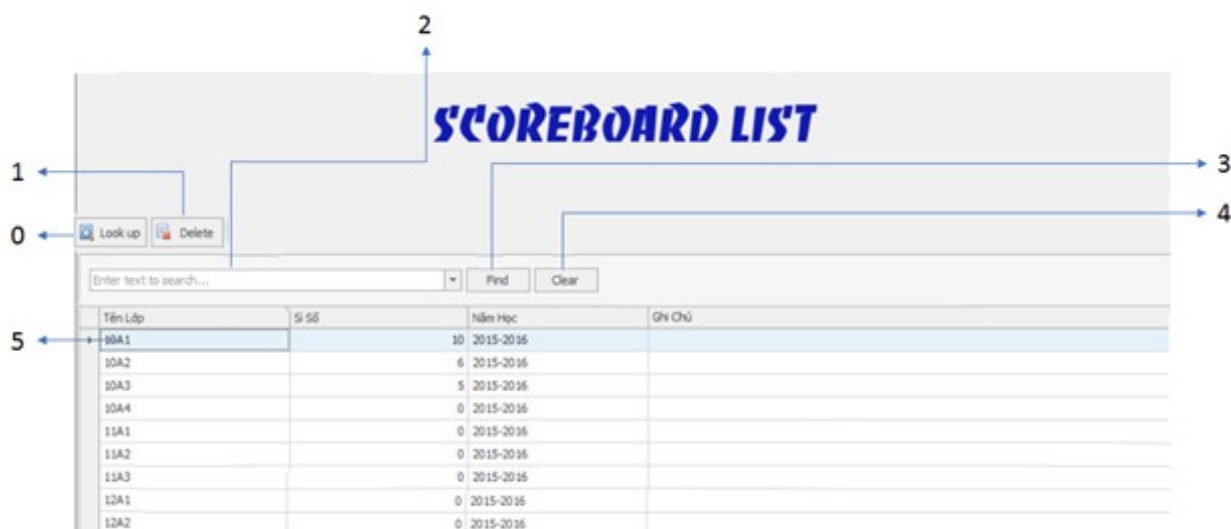 2
SCOREBOARD LIST
1
3
4
0 Look up Delete
Enter text to search... Find Clear
Tên Lớp Sĩ Số Năm Học Ghi Chú
5 10A1 10 2015-2016
10A2 6 2015-2016
10A3 5 2015-2016
10A4 0 2015-2016
11A1 0 2015-2016
11A2 0 2015-2016
11A3 0 2015-2016
12A1 0 2015-2016
12A2 0 2015-2016